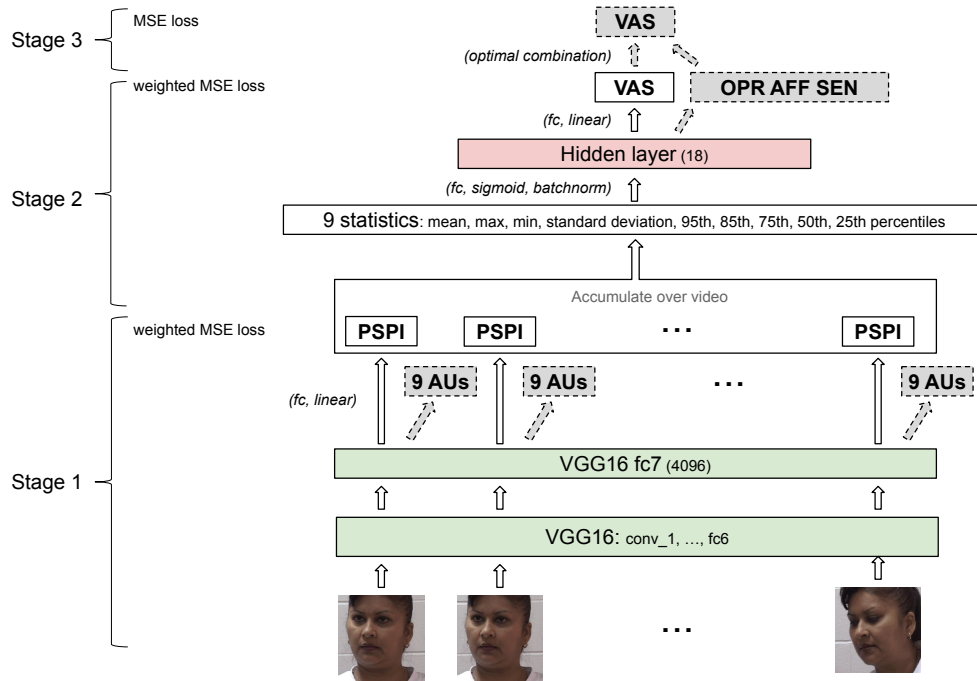 MSE loss
VAS
Stage 3
(optimal combination)
weighted MSE loss
VAS
OPR AFF SEN
(fc, linear)
Hidden layer (18)
(fc, sigmoid, batchnorm)
Stage 2
9 statistics: mean, max, min, standard deviation, 95th, 85th, 75th, 50th, 25th percentiles
Accumulate over video
weighted MSE loss
PSPI
PSPI
...
PSPI
9 AUs
9 AUs
...
9 AUs
(fc, linear)
VGG16 fc7 (4096)
Stage 1
VGG16: conv_1, …, fc6
...